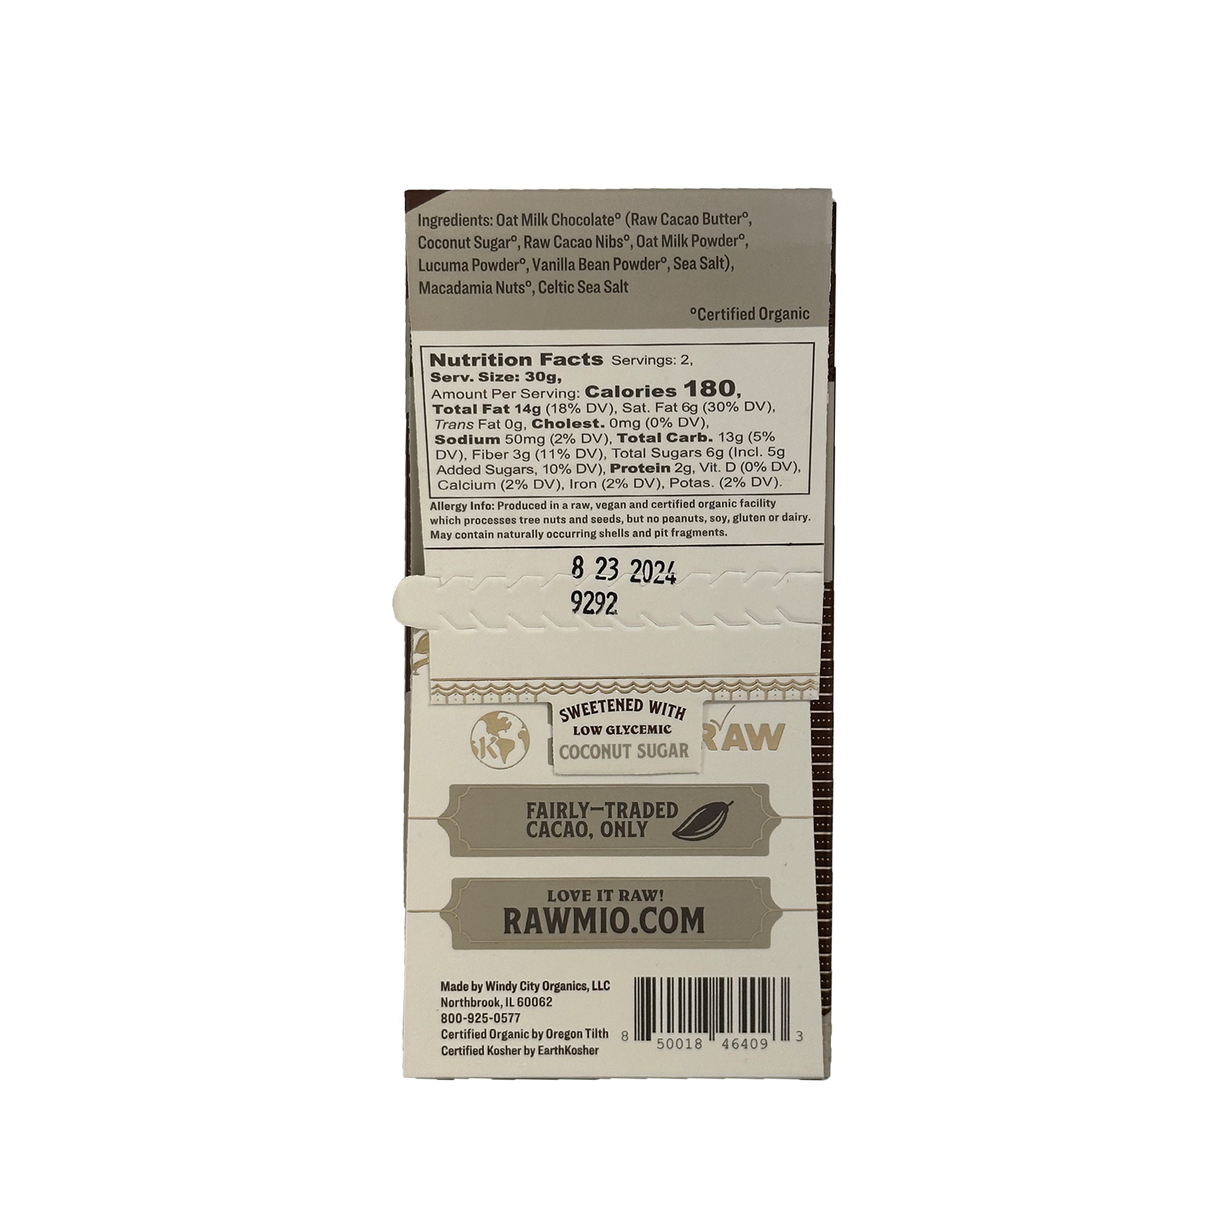 Ingredients: Oat Milk Chocolate° (Raw Cacao Butter°,
Coconut Sugar°, Raw Cacao Nibs°, Oat Milk Powder°,
Lucuma Powder°, Vanilla Bean Powder°, Sea Salt),
Macadamia Nuts°, Celtic Sea Salt
°Certified Organic
Nutrition Facts Servings: 2,
Serv. Size: 30g,
Amount Per Serving: Calories 180,
Total Fat 14g (18% DV), Sat. Fat 6g (30% DV),
Trans Fat 0g, Cholest. 0mg (0% DV),
Sodium 50mg (2% DV), Total Carb. 13g (5%
DV), Fiber 3g (11% DV), Total Sugars 6g (Incl. 5g
Added Sugars, 10% DV), Protein 2g, Vit. D (0% DV),
Calcium (2% DV), Iron (2% DV), Potas. (2% DV).
Allergy Info: Produced in a raw, vegan and certified organic facility
which processes tree nuts and seeds, but no peanuts, soy, gluten or dairy.
May contain naturally occurring shells and pit fragments.
8 23 2024
9292
SWEETENED WITH
LOW GLYCEMIC
COCONUT SUGAR
K
RAW
FAIRLY-TRADED
CACAO, ONLY
LOVE IT RAW!
RAWMIO.COM
Made by Windy City Organics, LLC
Northbrook, IL 60062
800-925-0577
Certified Organic by Oregon Tilth
Certified Kosher by EarthKosher
8 50018 46409 3